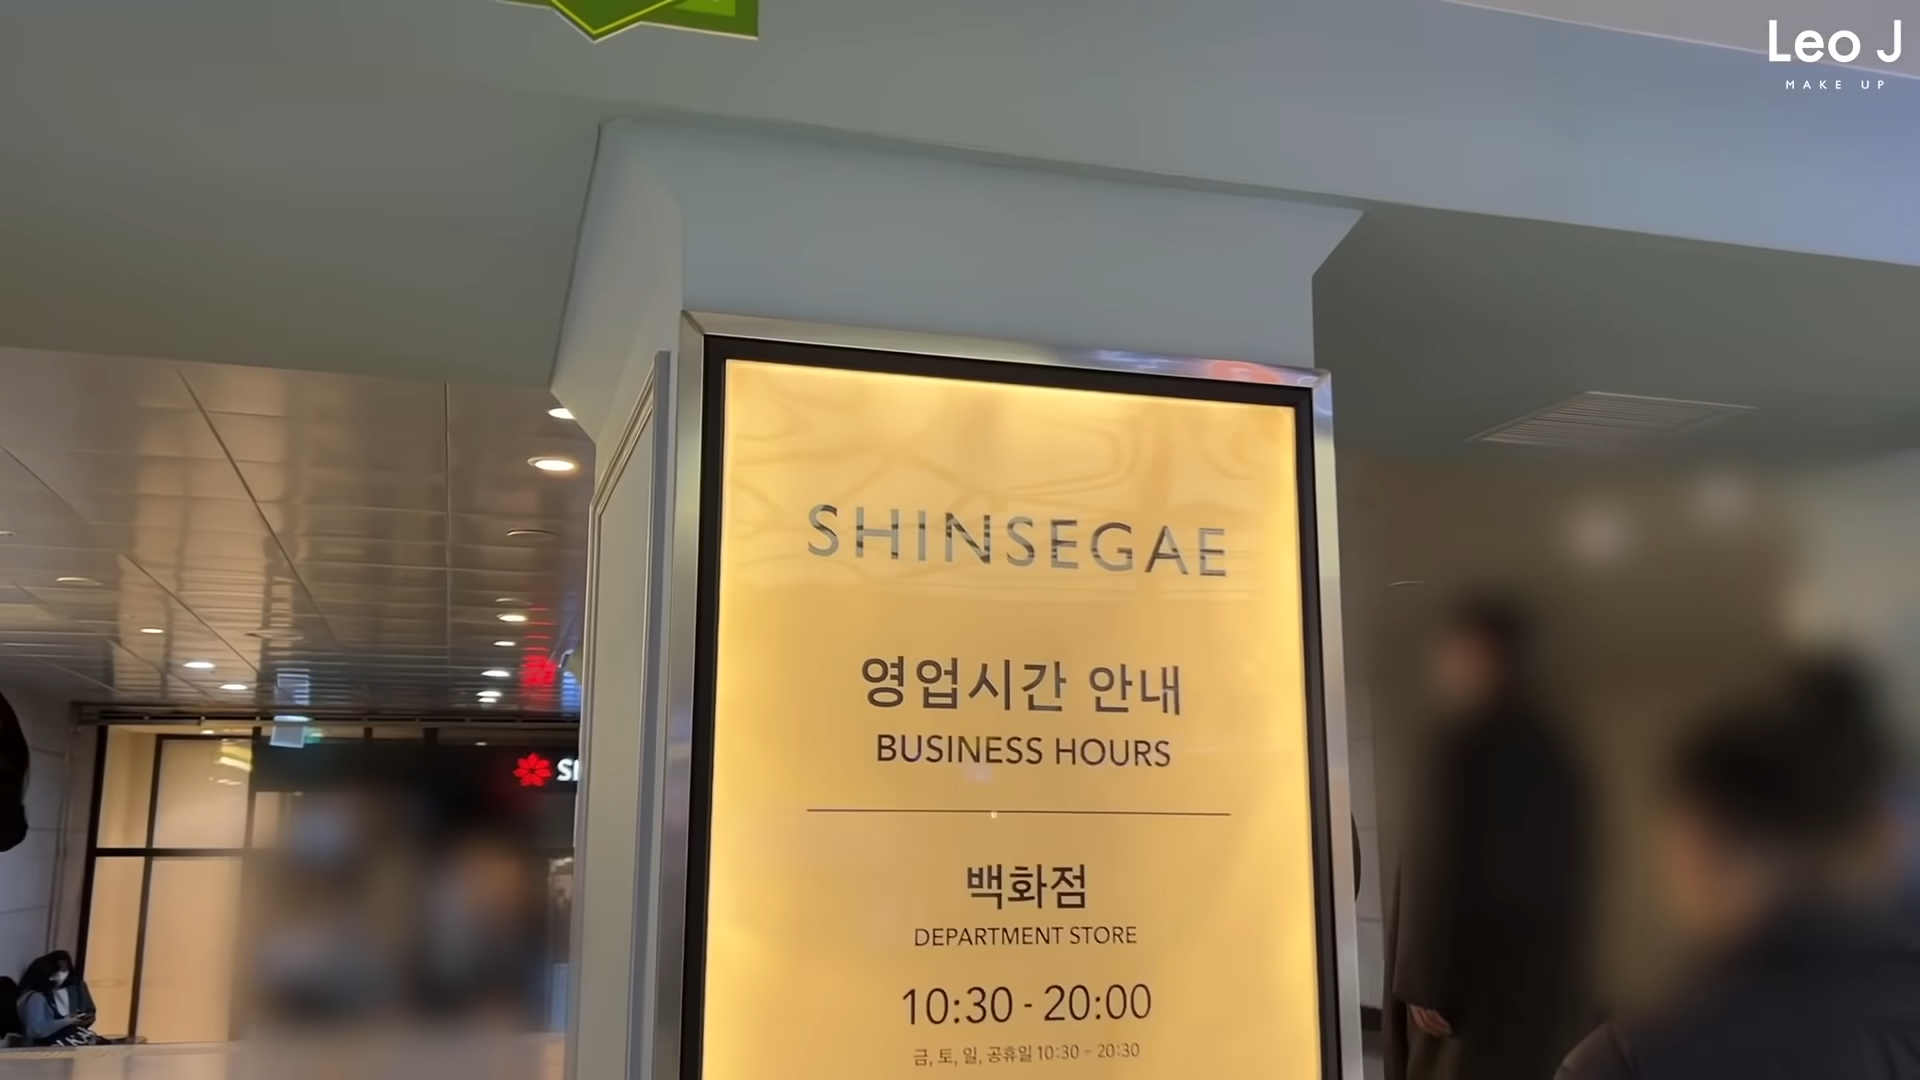 Leo J
MAKE UP
SHINSEGAE
영업시간 안내
BUSINESS HOURS
백화점
DEPARTMENT STORE
10:30 - 20:00
금, 토, 일, 공휴일 10:30 ~ 20:30